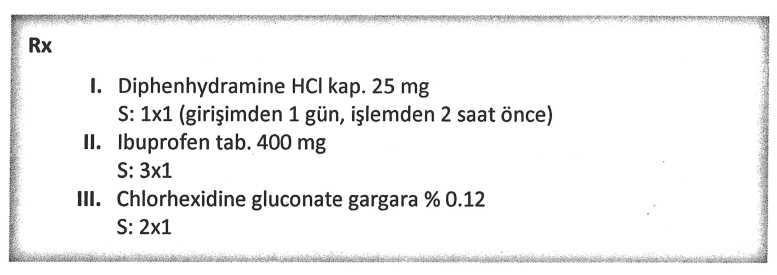 Rx
I. Diphenhydramine HCl kap. 25 mg
S: 1x1 (girişimden 1 gün, işlemden 2 saat önce)
II. Ibuprofen tab. 400 mg
S: 3x1
III. Chlorhexidine gluconate gargara % 0.12
S: 2x1